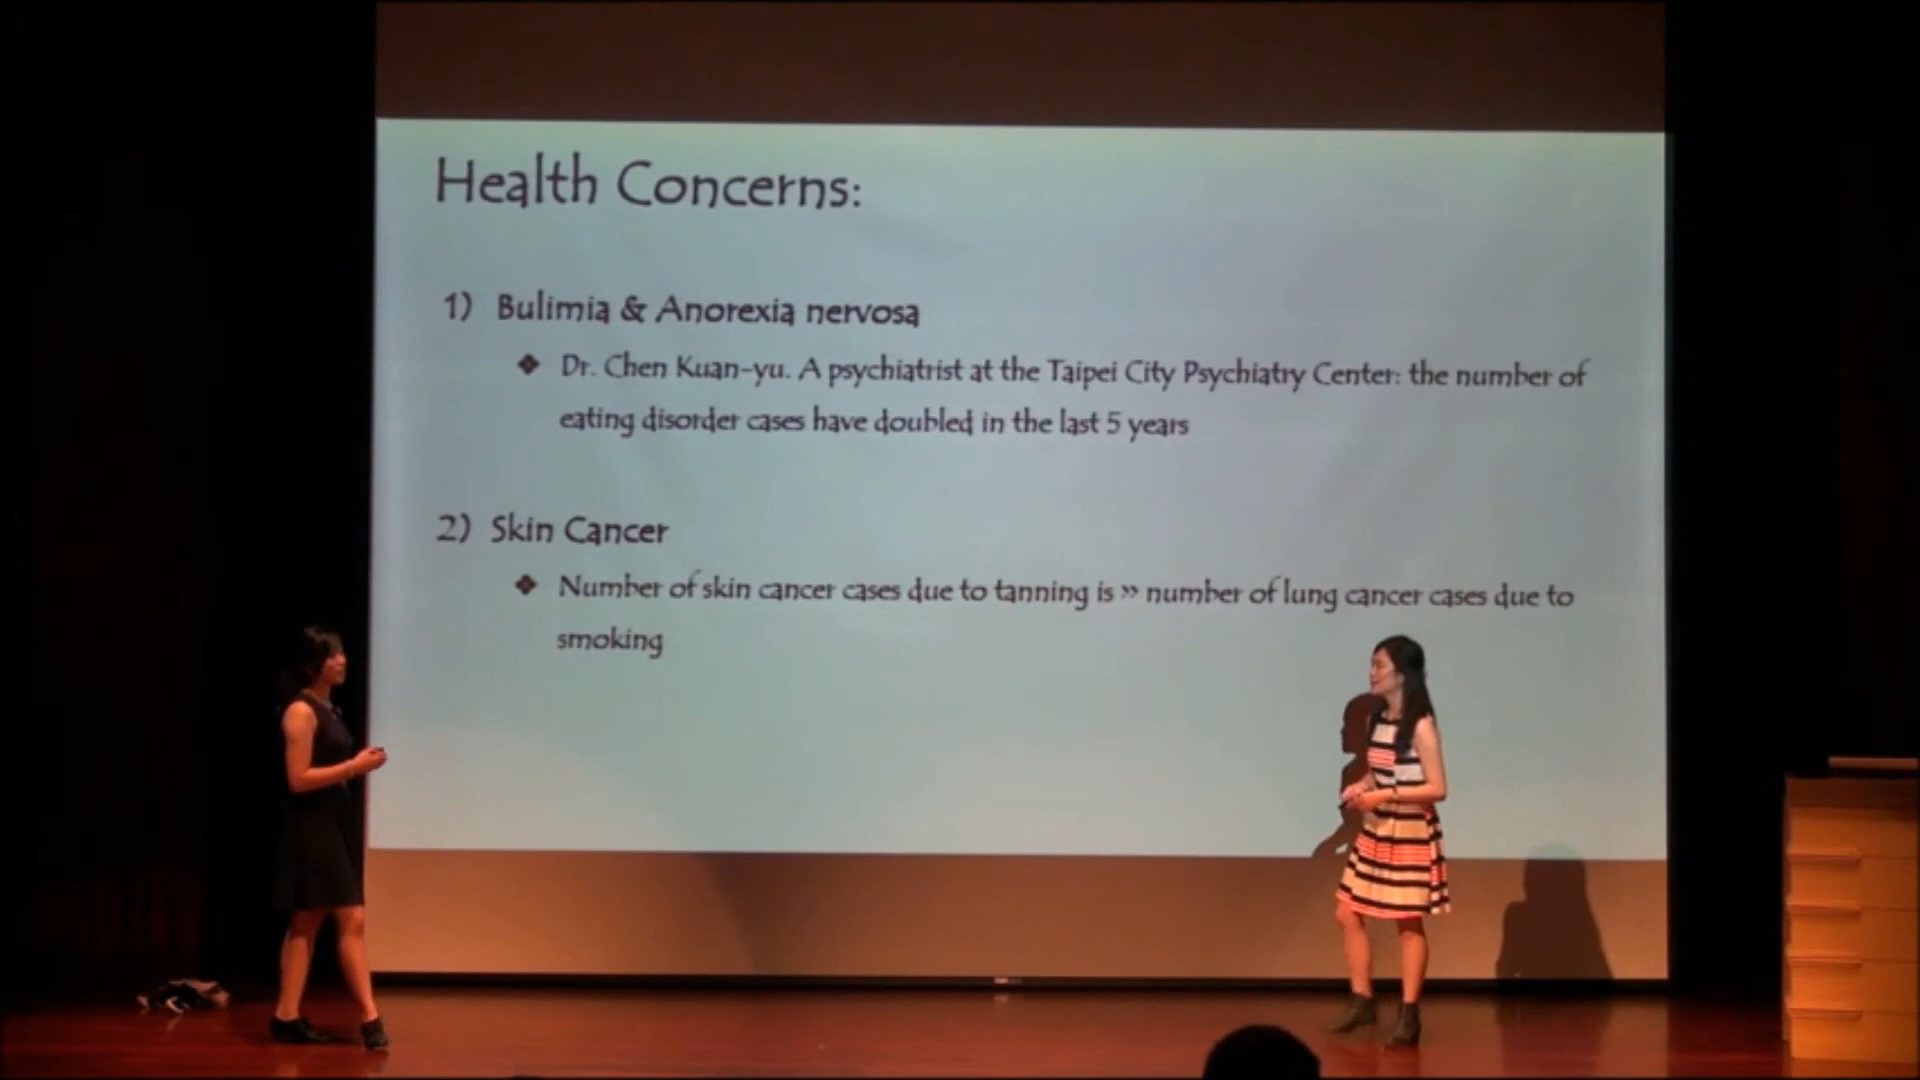 Health Concerns:
1) Bulimia & Anorexia nervosa
❖ Dr. Chen Kuan-yu. A psychiatrist at the Taipei City Psychiatry Center: the number of
eating disorder cases have doubled in the last 5 years
2) Skin Cancer
❖ Number of skin cancer cases due to tanning is » number of lung cancer cases due to
smoking